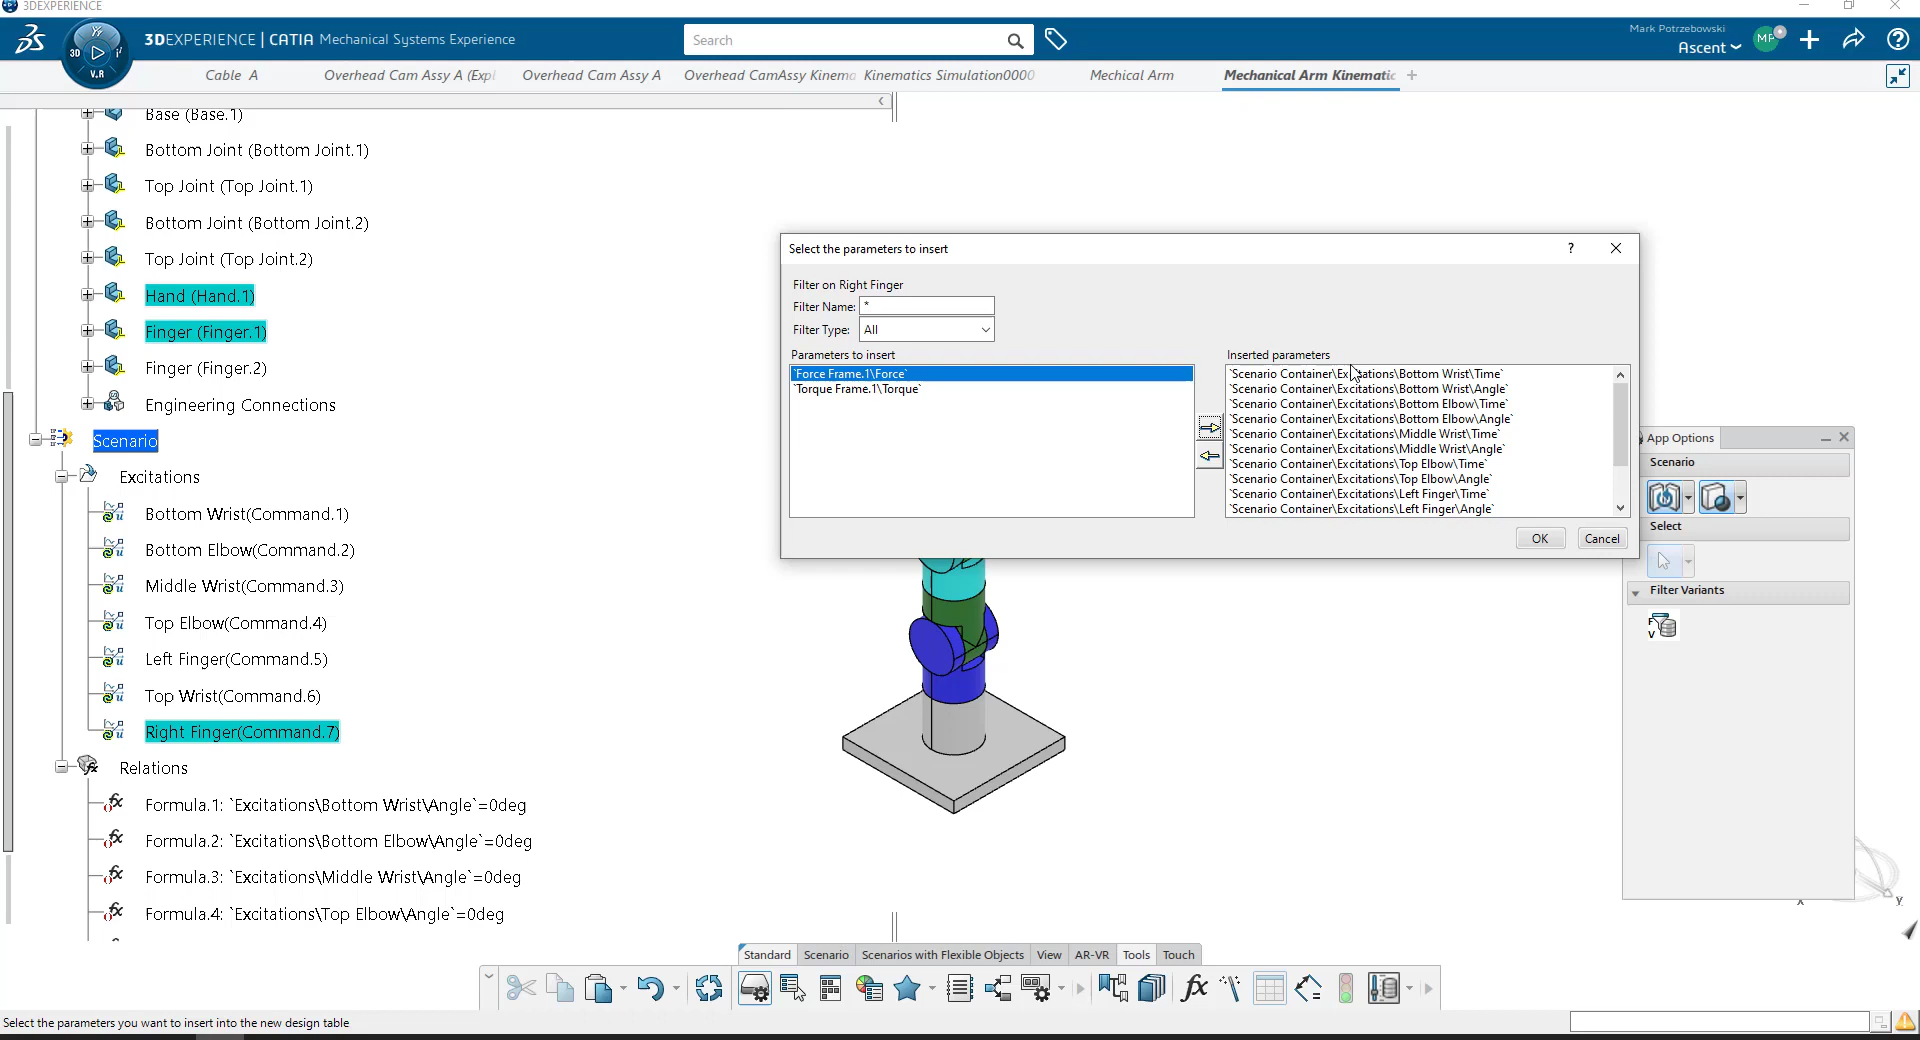 3DEXPERIENCE
3DEXPERIENCE | CATIA Mechanical Systems Experience
Search
Mark Potrzebowski
Ascent
MP
3D
V.R
Cable A
Overhead Cam Assy A (Expl
Overhead Cam Assy A
Overhead CamAssy Kinema
Kinematics Simulation0000
Mechical Arm
Mechanical Arm Kinematic
Base (Base.1)
Bottom Joint (Bottom Joint.1)
Top Joint (Top Joint.1)
Bottom Joint (Bottom Joint.2)
Top Joint (Top Joint.2)
Hand (Hand.1)
Finger (Finger.1)
Finger (Finger.2)
Engineering Connections
Scenario
Excitations
Bottom Wrist(Command.1)
Bottom Elbow(Command.2)
Middle Wrist(Command.3)
Top Elbow(Command.4)
Left Finger(Command.5)
Top Wrist(Command.6)
Right Finger(Command.7)
Relations
Formula.1: `Excitations\Bottom Wrist\Angle`=0deg
Formula.2: `Excitations\Bottom Elbow\Angle`=0deg
Formula.3: `Excitations\Middle Wrist\Angle`=0deg
Formula.4: `Excitations\Top Elbow\Angle`=0deg
Select the parameters to insert
Filter on Right Finger
Filter Name: *
Filter Type: All
Parameters to insert
`Force Frame.1\Force`
`Torque Frame.1\Torque`
Inserted parameters
`Scenario Container\Excitations\Bottom Wrist\Time`
`Scenario Container\Excitations\Bottom Wrist\Angle`
`Scenario Container\Excitations\Bottom Elbow\Time`
`Scenario Container\Excitations\Bottom Elbow\Angle`
`Scenario Container\Excitations\Middle Wrist\Time`
`Scenario Container\Excitations\Middle Wrist\Angle`
`Scenario Container\Excitations\Top Elbow\Time`
`Scenario Container\Excitations\Top Elbow\Angle`
`Scenario Container\Excitations\Left Finger\Time`
`Scenario Container\Excitations\Left Finger\Angle`
OK
Cancel
App Options
Scenario
Select
Filter Variants
F
V
x
y
Standard
Scenario
Scenarios with Flexible Objects
View
AR-VR
Tools
Touch
fx
Select the parameters you want to insert into the new design table